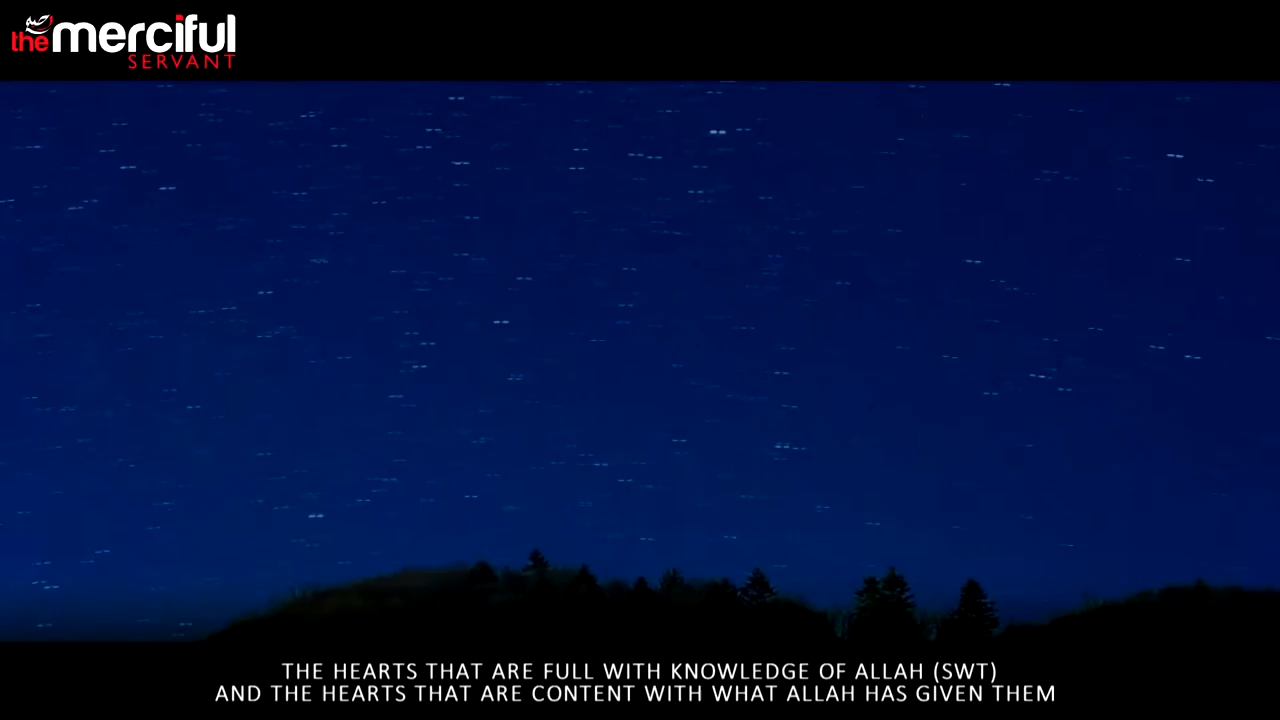 the merciful
SERVANT
THE HEARTS THAT ARE FULL WITH KNOWLEDGE OF ALLAH (SWT)
AND THE HEARTS THAT ARE CONTENT WITH WHAT ALLAH HAS GIVEN THEM